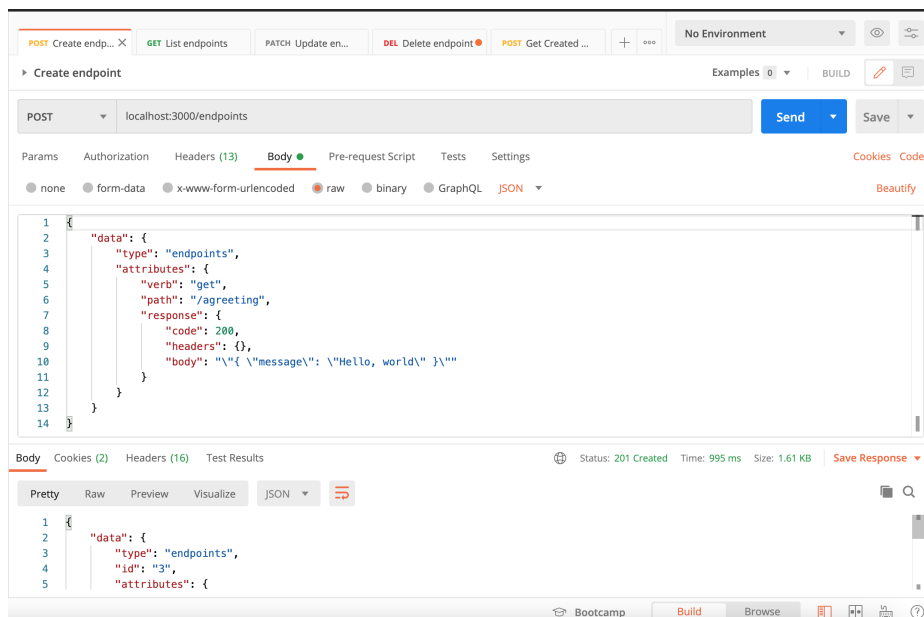 POST Create endp... GET List endpoints PATCH Update en... DEL Delete endpoint POST Get Created ... No Environment
Create endpoint Examples 0 BUILD
POST localhost:3000/endpoints Send Save
Params Authorization Headers (13) Body Pre-request Script Tests Settings Cookies Code
none form-data x-www-form-urlencoded raw binary GraphQL JSON Beautify
1 {
2 "data": {
3 "type": "endpoints",
4 "attributes": {
5 "verb": "get",
6 "path": "/agreeting",
7 "response": {
8 "code": 200,
9 "headers": {},
10 "body": "\"{ \"message\": \"Hello, world\" }\""
11 }
12 }
13 }
14 }
Body Cookies (2) Headers (16) Test Results Status: 201 Created Time: 995 ms Size: 1.61 KB Save Response
Pretty Raw Preview Visualize JSON
1 {
2 "data": {
3 "type": "endpoints",
4 "id": "3",
5 "attributes": {
Bootcamp Build Browse